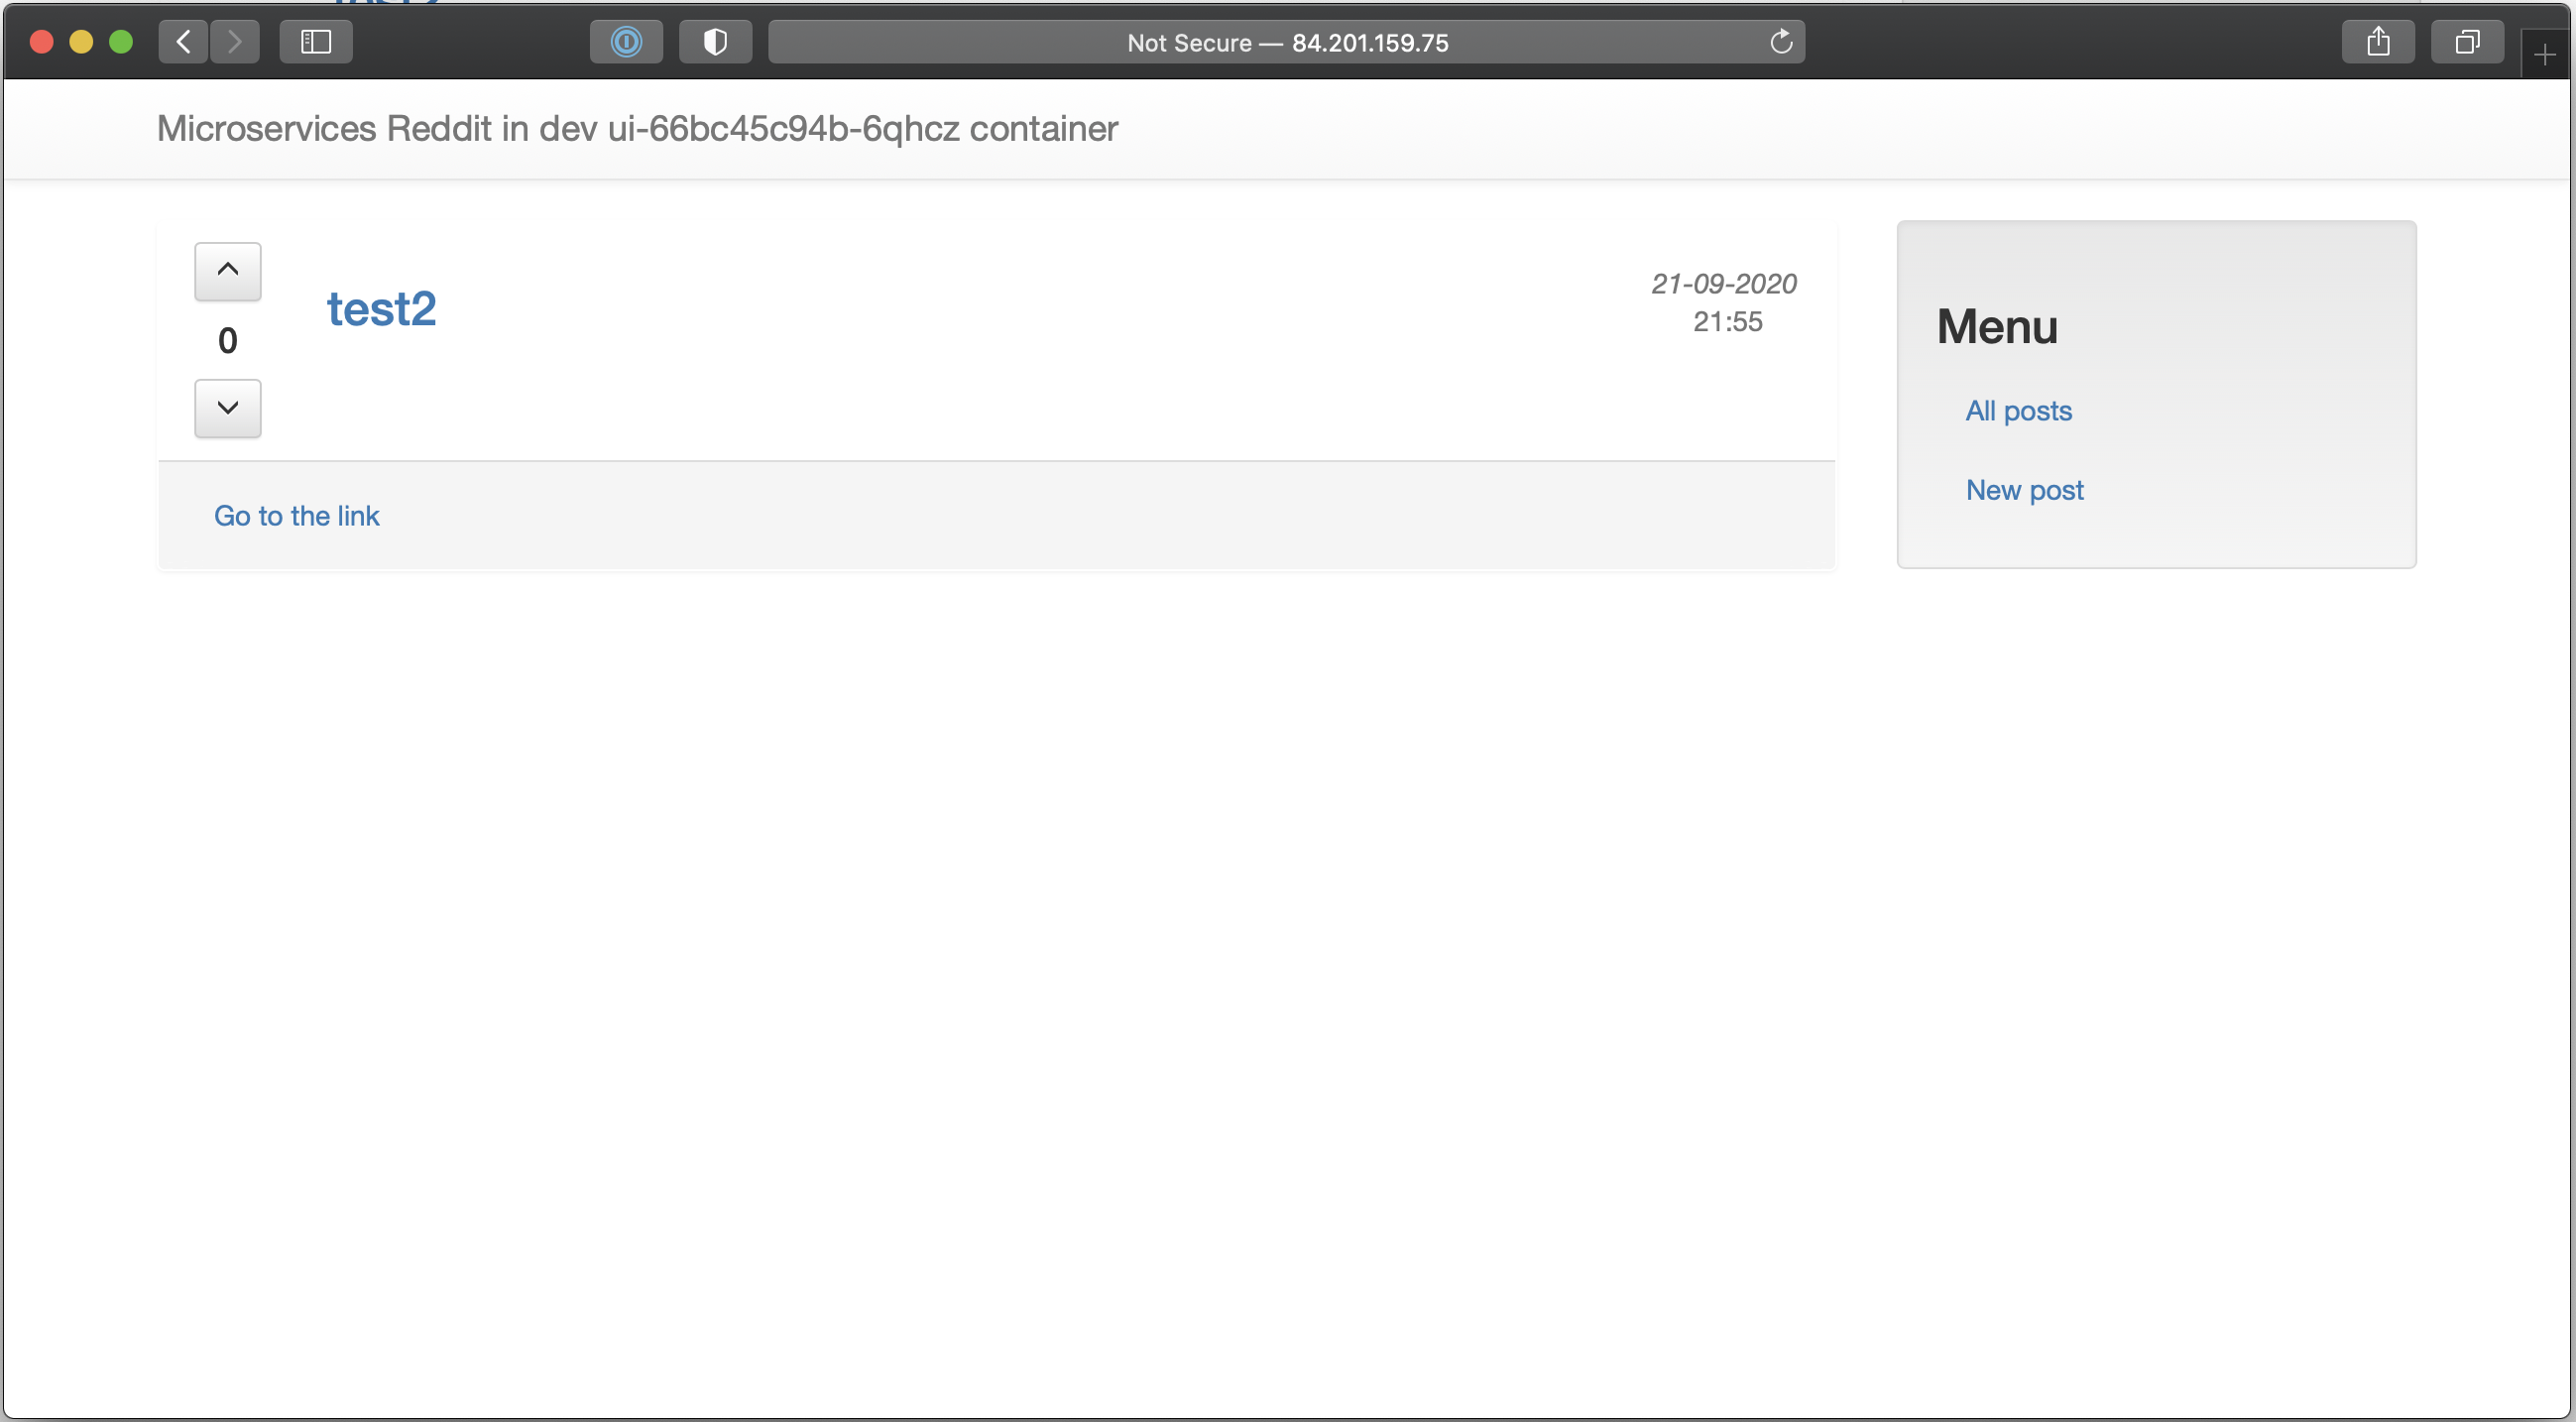 Not Secure — 84.201.159.75
Microservices Reddit in dev ui-66bc45c94b-6qhcz container
test2
21-09-2020
21:55
0
Go to the link
Menu
All posts
New post